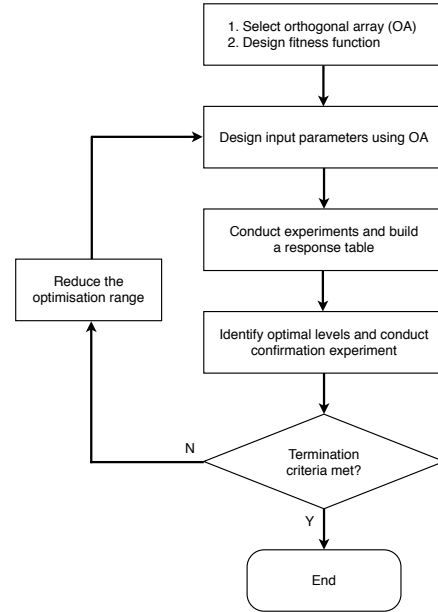 1. Select orthogonal array (OA)
2. Design fitness function
Design input parameters using OA
Conduct experiments and build
a response table
Reduce the
optimisation range
Identify optimal levels and conduct
confirmation experiment
N
Termination
criteria met?
Y
End